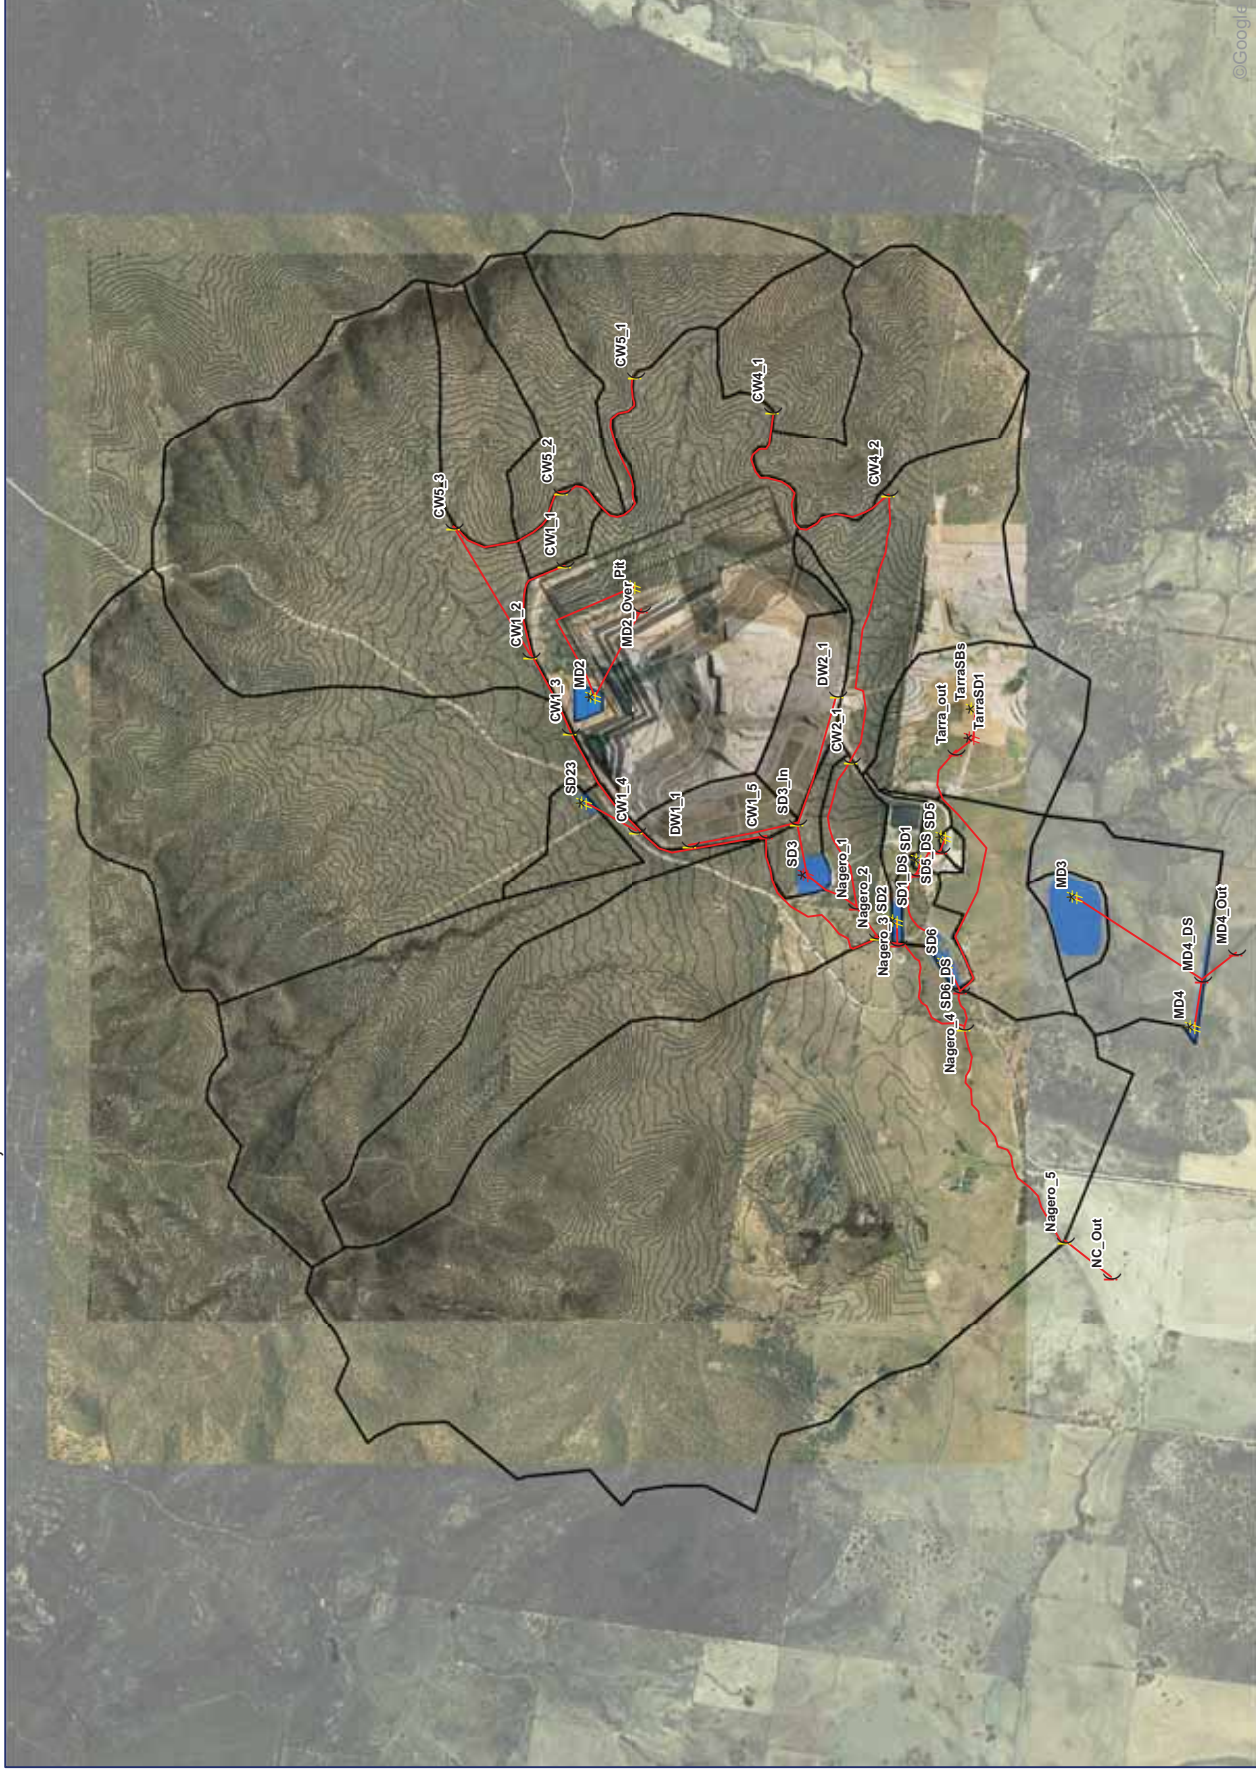 CW5_3
CW5_2
CW5_1
CW1_1
CW4_1
CW4_2
CW1_2
CW1_3
MD2
MD2_Over_Pit
SD23
CW1_4
DW1_1
CW1_5
SD3_In
DW2_1
CW2_1
SD3
Nagero_1
Nagero_2
Nagero_3
SD2
SD1_DS
SD1
SD5_DS
SD5
SD6
SD6_DS
Nagero_4
Tarra_out
TarraSBs
TarraSD1
MD3
MD4
MD4_DS
MD4_Out
Nagero_5
NC_Out
©Google